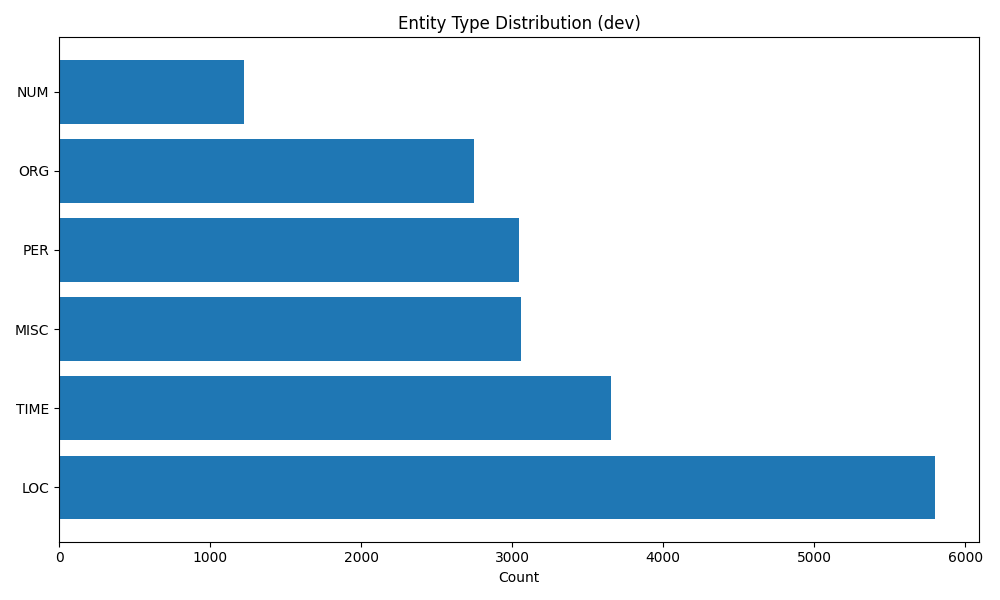 Entity Type Distribution (dev)
NUM
ORG
PER
MISC
TIME
LOC
0 1000 2000 3000 4000 5000 6000
Count